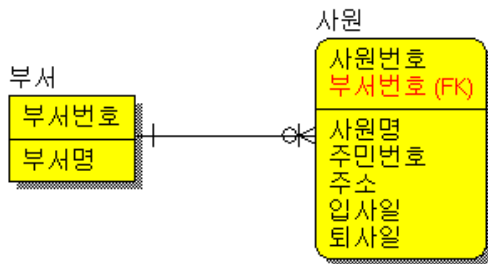 부서
부서번호
부서명
사원
사원번호
부서번호 (FK)
사원명
주민번호
주소
입사일
퇴사일